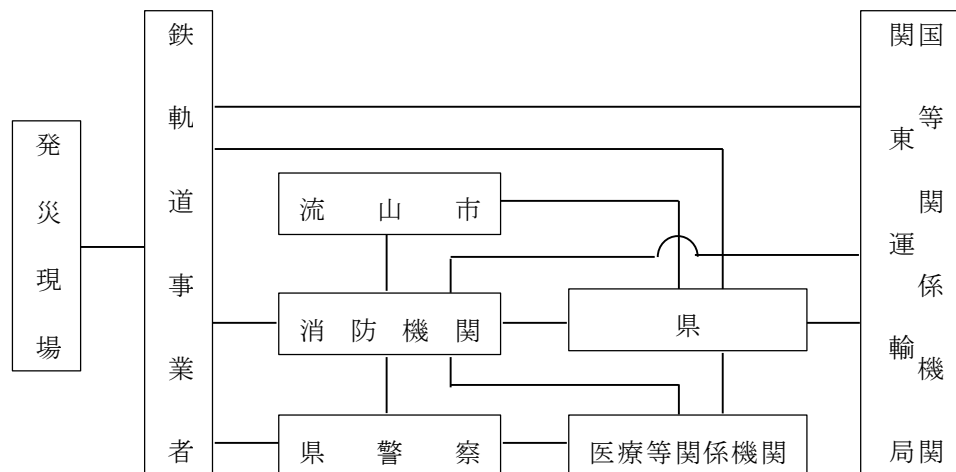 発災現場
鉄軌道事業者
流山市
消防機関
県警察
県
医療等関係機関
国等関係機関
関東運輸局